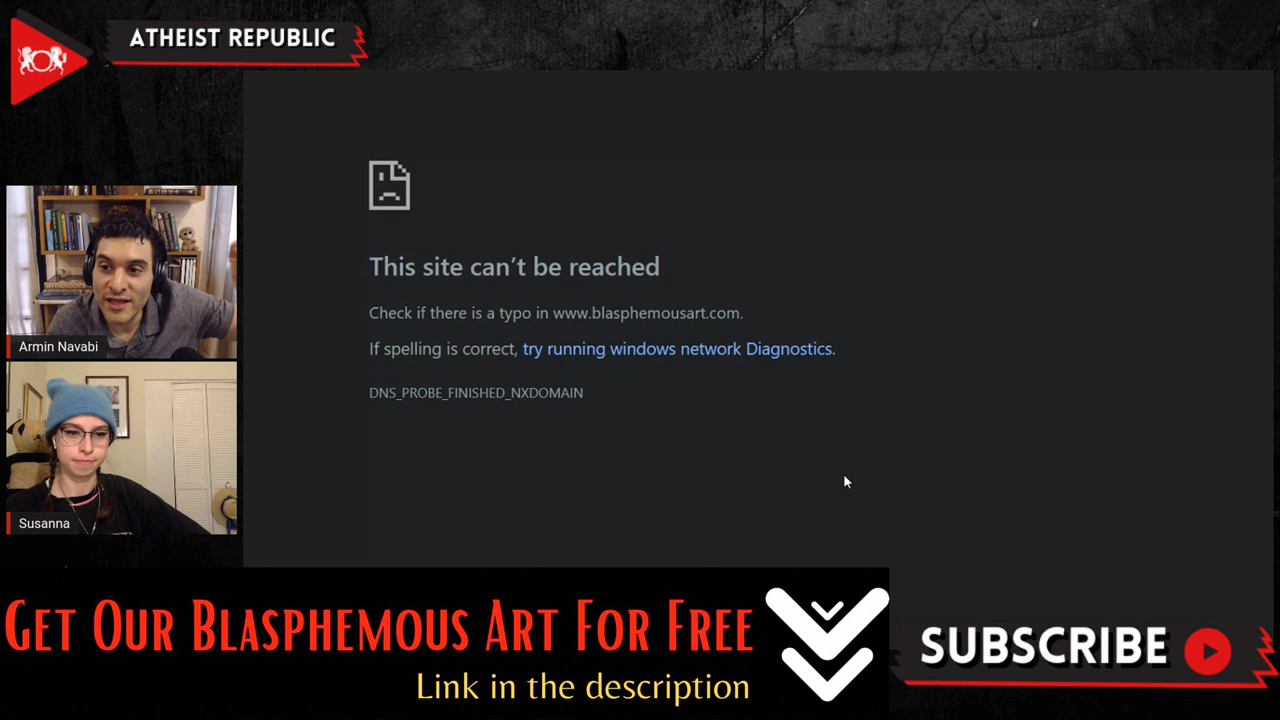 ATHEIST REPUBLIC
This site can't be reached
Check if there is a typo in www.blasphemousart.com.
If spelling is correct, try running windows network Diagnostics.
DNS_PROBE_FINISHED_NXDOMAIN
Armin Navabi
Susanna
Get Our Blasphemous Art For Free
Link in the description
SUBSCRIBE